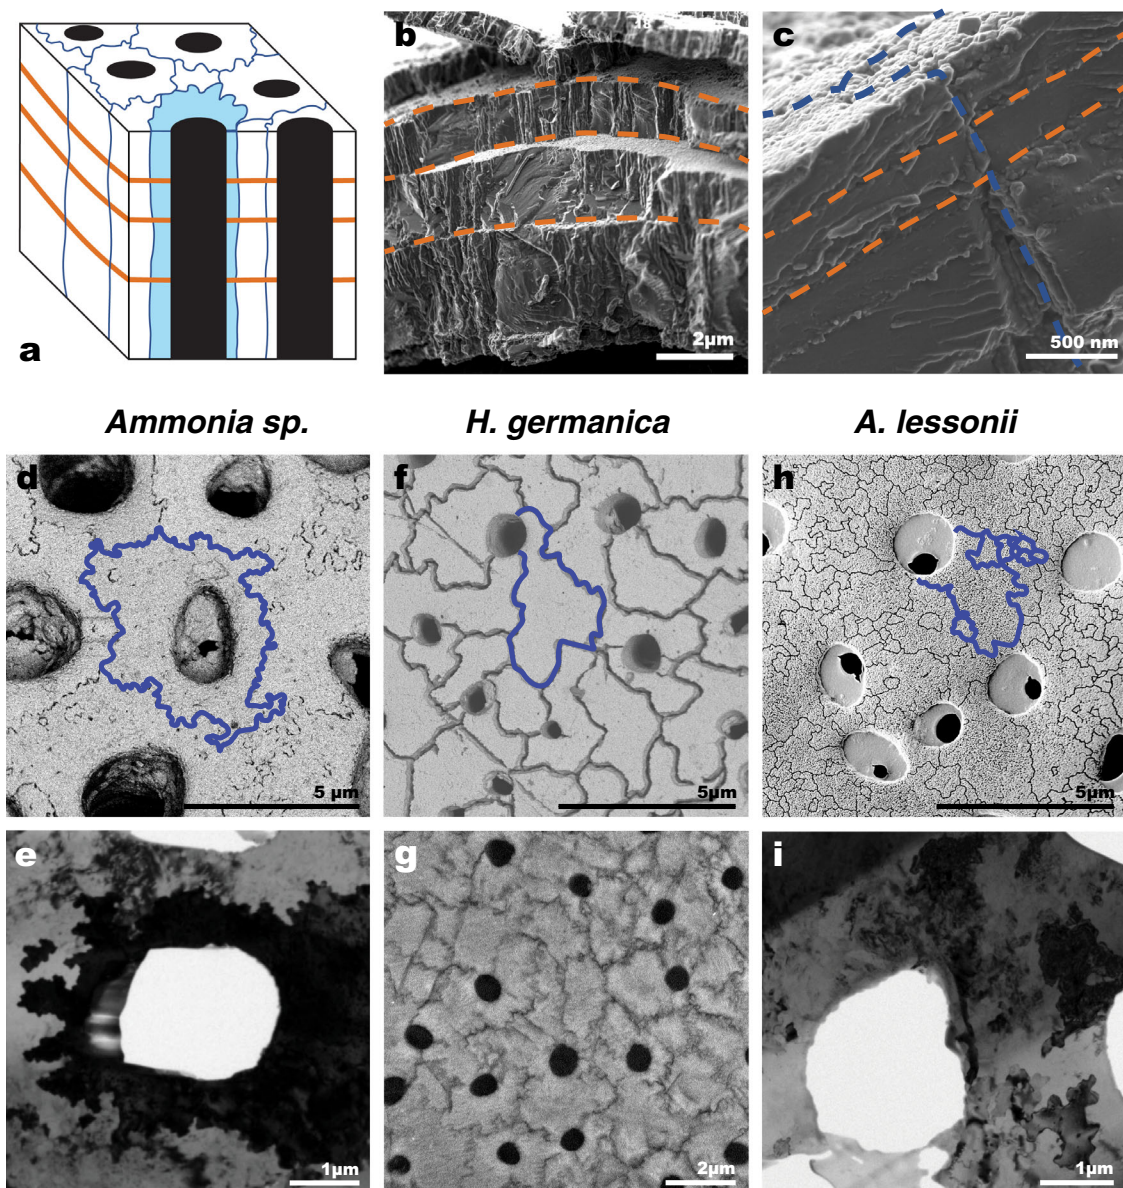 a
b
2µm
c
500 nm
Ammonia sp.
H. germanica
A. lessonii
d
5 µm
f
5µm
h
5µm
e
1µm
g
2µm
i
1µm